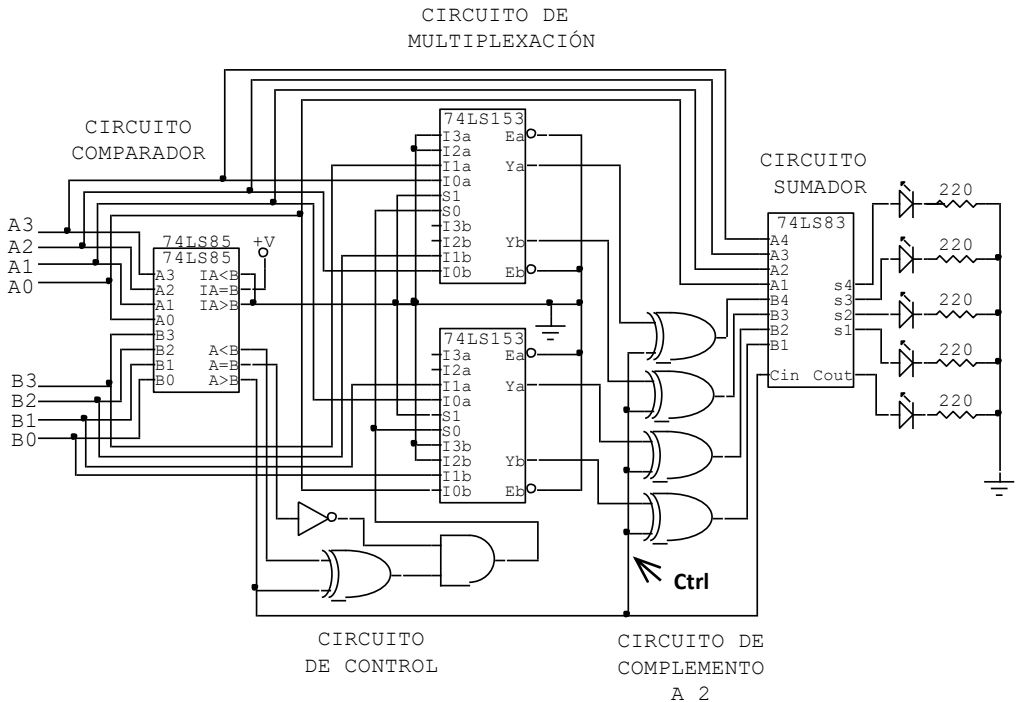 CIRCUITO DE
MULTIPLEXACIÓN
CIRCUITO
COMPARADOR
A3
A2
A1
A0
B3
B2
B1
B0
74LS85
74LS85
+V
A3 IA<B
A2 IA=B
A1 IA>B
A0
B3
B2 A<B
B1 A=B
B0 A>B
74LS153
I3a Ea
I2a
I1a Ya
I0a
S1
S0
I3b
I2b Yb
I1b
I0b Eb
74LS153
I3a Ea
I2a
I1a Ya
I0a
S1
S0
I3b
I2b Yb
I1b
I0b Eb
CIRCUITO
SUMADOR
74LS83
A4
A3
A2
A1 s4
B4 s3
B3 s2
B2 s1
B1
Cin Cout
220
220
220
220
220
Ctrl
CIRCUITO
DE CONTROL
CIRCUITO DE
COMPLEMENTO
A 2